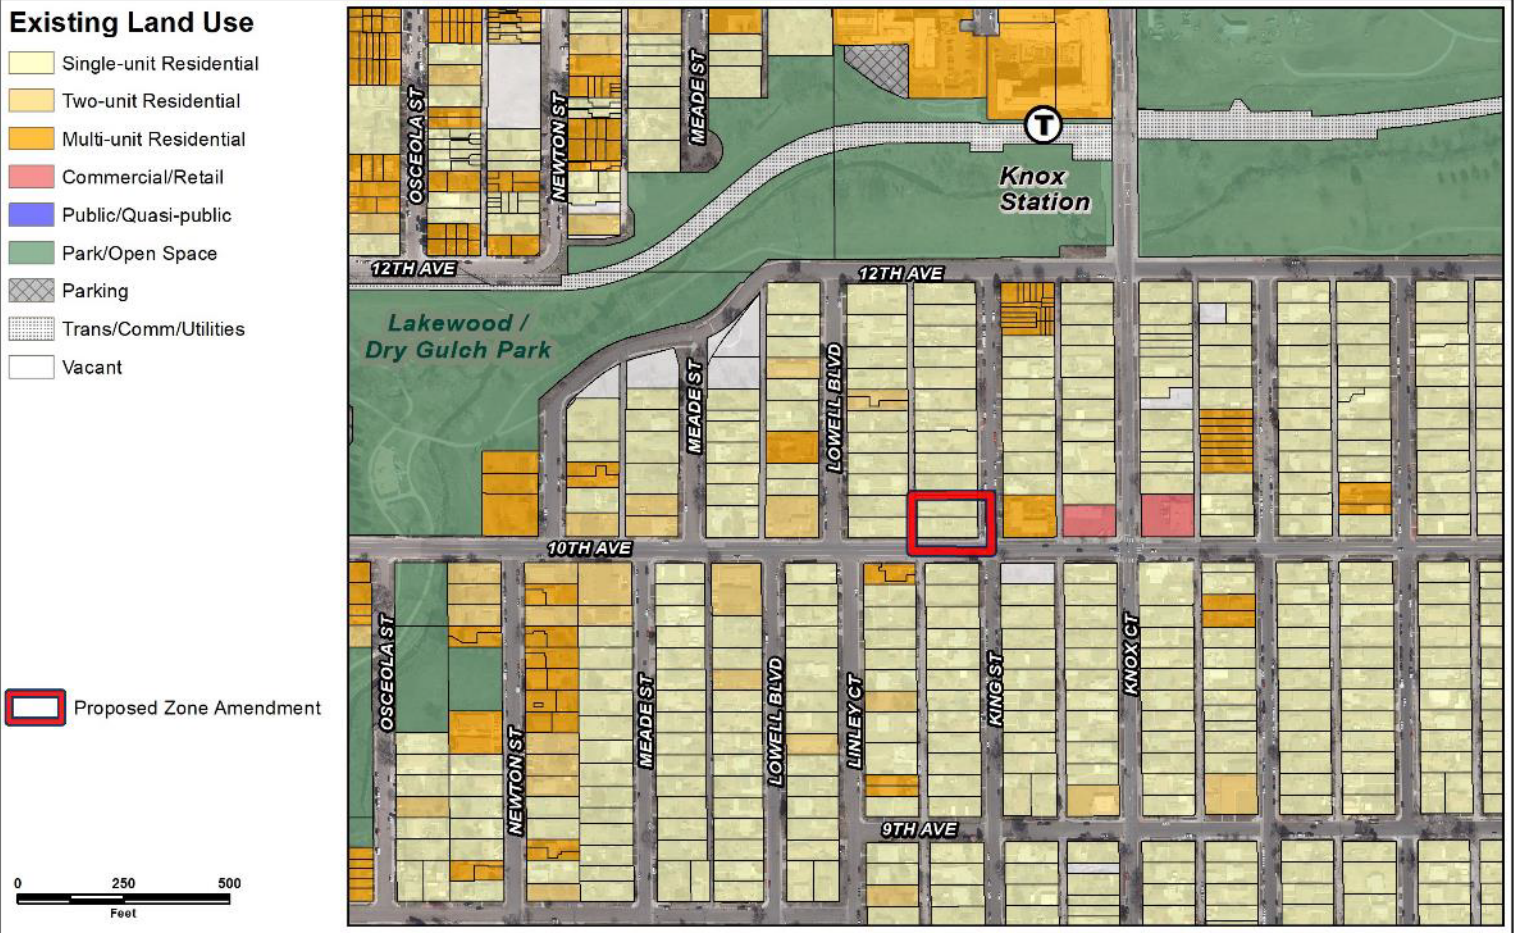 Existing Land Use
Single-unit Residential
Two-unit Residential
Multi-unit Residential
Commercial/Retail
Public/Quasi-public
Park/Open Space
Parking
Trans/Comm/Utilities
Vacant
Proposed Zone Amendment
0 250 500
Feet
OSCEOLA ST
NEWTON ST
MEADE ST
T
Knox
Station
12TH AVE
12TH AVE
Lakewood /
Dry Gulch Park
MEADE ST
LOWELL BLVD
10TH AVE
OSCEOLA ST
NEWTON ST
MEADE ST
LOWELL BLVD
LINLEY CT
KING ST
KNOX CT
9TH AVE